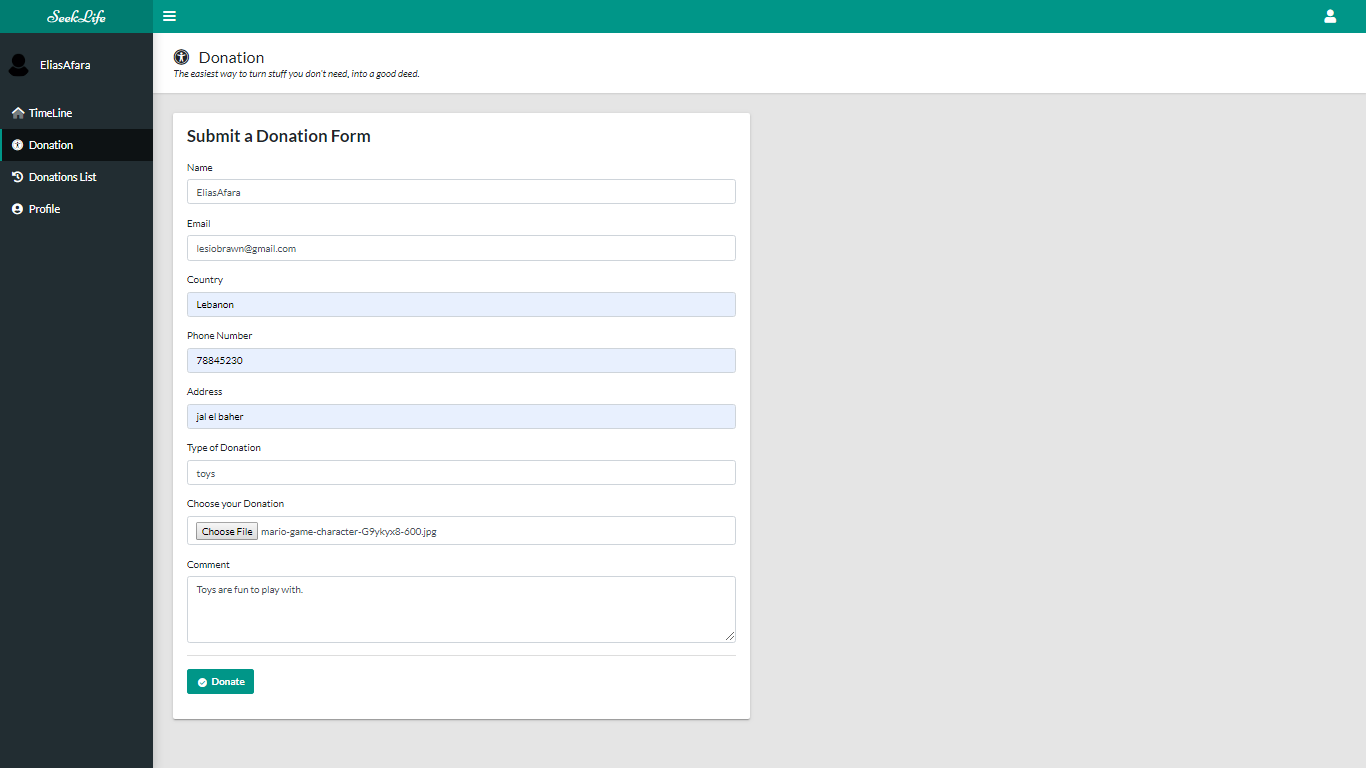 SeekLife
EliasAfara
TimeLine
Donation
Donations List
Profile
Donation
The easiest way to turn stuff you don't need, into a good deed.
Submit a Donation Form
Name
EliasAfara
Email
lesiobrawn@gmail.com
Country
Lebanon
Phone Number
78845230
Address
jal el baher
Type of Donation
toys
Choose your Donation
Choose File mario-game-character-G9ykyx8-600.jpg
Comment
Toys are fun to play with.
Donate